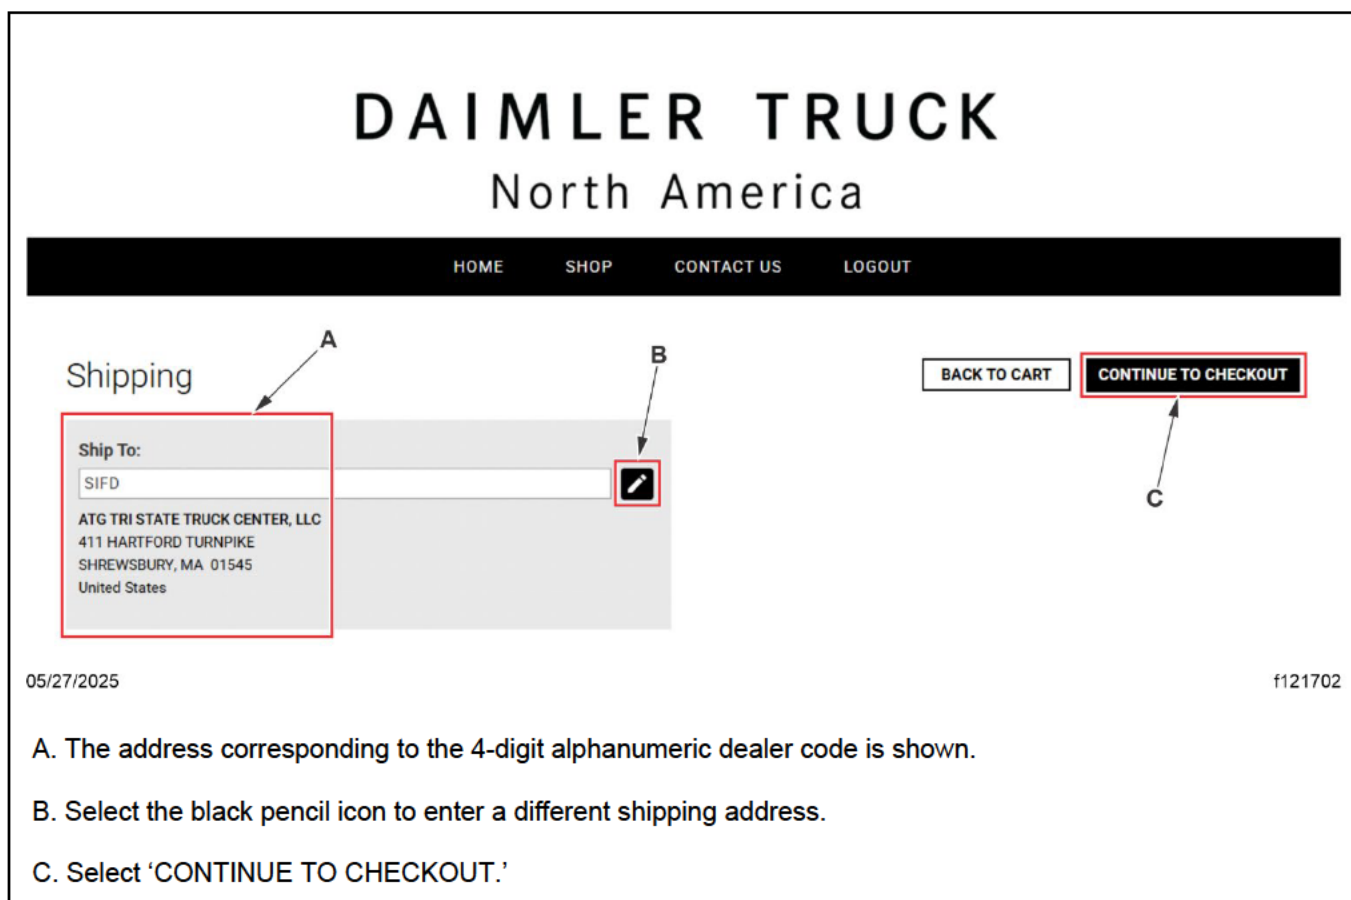 DAIMLER TRUCK
North America
HOME SHOP CONTACT US LOGOUT
A
B
Shipping
BACK TO CART CONTINUE TO CHECKOUT
Ship To:
SIFD
C
ATG TRI STATE TRUCK CENTER, LLC
411 HARTFORD TURNPIKE
SHREWSBURY, MA 01545
United States
05/27/2025 f121702
A. The address corresponding to the 4-digit alphanumeric dealer code is shown.
B. Select the black pencil icon to enter a different shipping address.
C. Select ‘CONTINUE TO CHECKOUT.’